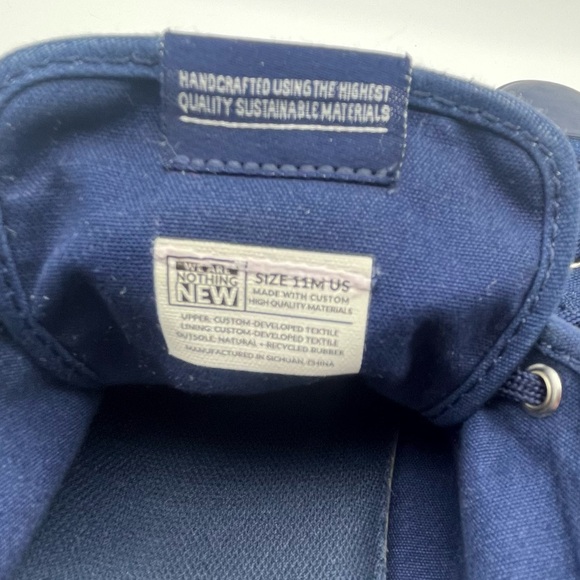 HANDCRAFTED USING THE HIGHEST
QUALITY SUSTAINABLE MATERIALS
WE ARE
NOTHING
NEW
SIZE 11M US
MADE WITH CUSTOM
HIGH QUALITY MATERIALS
UPPER: CUSTOM-DEVELOPED TEXTILE
LINING: CUSTOM-DEVELOPED TEXTILE
OUTSOLE: NATURAL + RECYCLED RUBBER
MANUFACTURED IN SICHUAN, CHINA